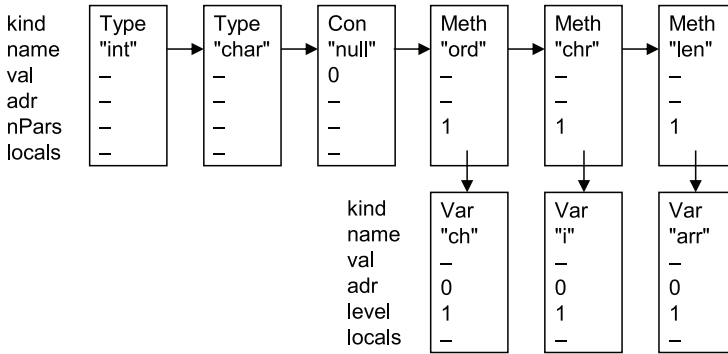 kind Type Type Con Meth Meth Meth
name "int" "char" "null" "ord" "chr" "len"
val – – 0 – – –
adr – – – – – –
nPars – – – 1 1 1
locals – – –
kind Var Var Var
name "ch" "i" "arr"
val – – –
adr 0 0 0
level 1 1 1
locals – – –